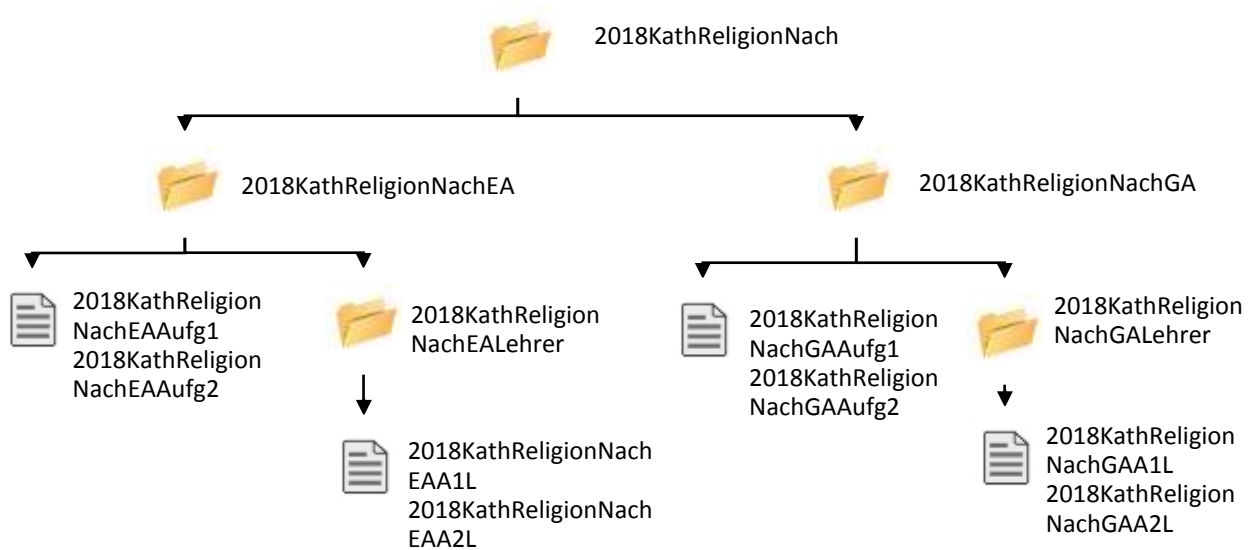 2018KathReligionNach
2018KathReligionNachEA
2018KathReligionNachGA
2018KathReligion
NachEAAufg1
2018KathReligion
NachEAAufg2
2018KathReligion
NachEALehrer
2018KathReligion
NachGAAufg1
2018KathReligion
NachGAAufg2
2018KathReligion
NachGALehrer
2018KathReligionNach
EAA1L
2018KathReligionNach
EAA2L
2018KathReligion
NachGAA1L
2018KathReligion
NachGAA2L